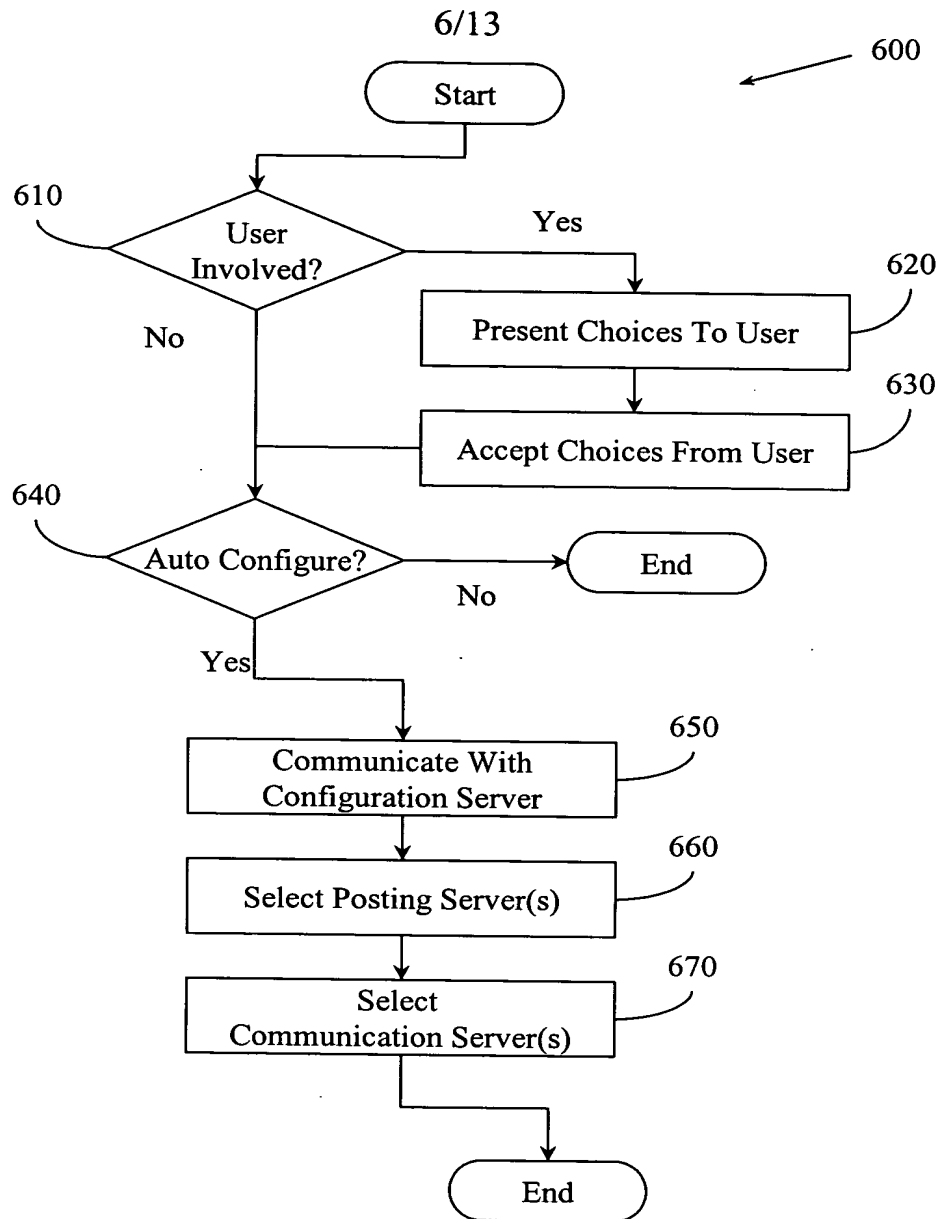 6/13
600
Start
610
User
Involved?
Yes
No
620
Present Choices To User
630
Accept Choices From User
640
Auto Configure?
No
End
Yes
650
Communicate With
Configuration Server
660
Select Posting Server(s)
670
Select
Communication Server(s)
End